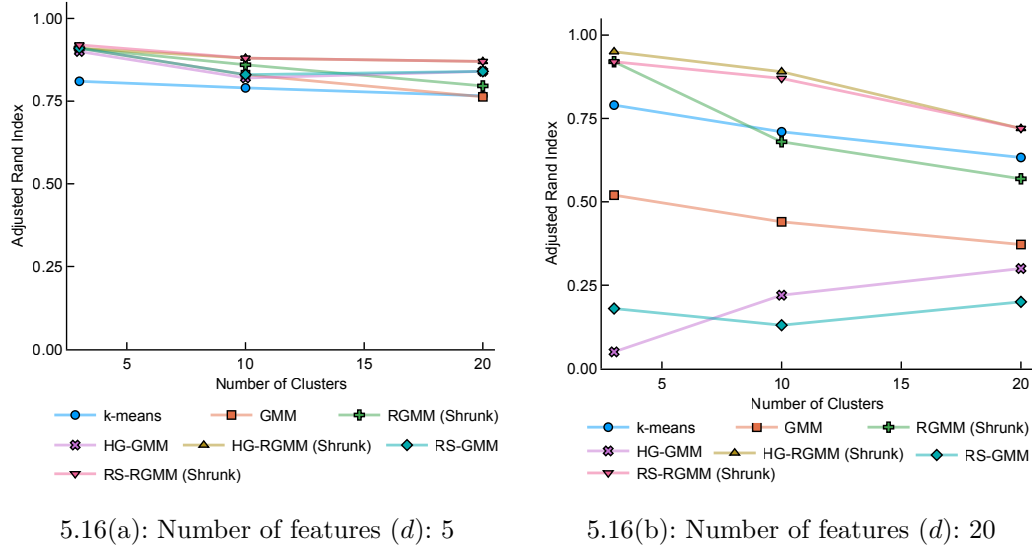 1.00
0.75
0.50
0.25
0.00
Adjusted Rand Index
5
10
15
20
Number of Clusters
k-means
GMM
RGMM (Shrunk)
HG-GMM
HG-RGMM (Shrunk)
RS-GMM
RS-RGMM (Shrunk)
5.16(a): Number of features (d): 5
1.00
0.75
0.50
0.25
0.00
Adjusted Rand Index
5
10
15
20
Number of Clusters
k-means
GMM
RGMM (Shrunk)
HG-GMM
HG-RGMM (Shrunk)
RS-GMM
RS-RGMM (Shrunk)
5.16(b): Number of features (d): 20